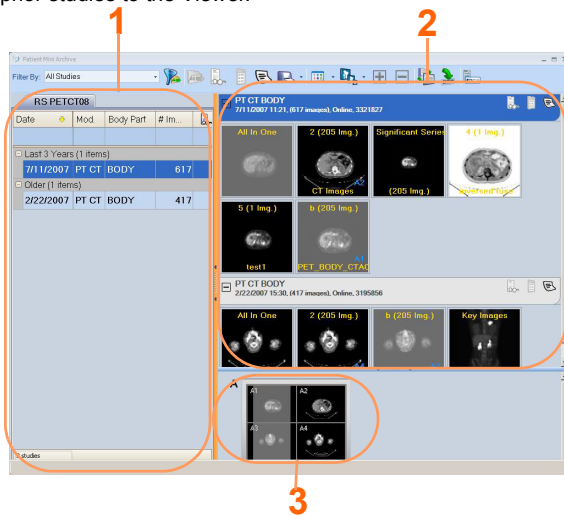 prior studies to the Viewer.
1
2
Patient Mini Archive
Filter By: All Studies
RS PETCT08
Date Mod. Body Part # Im...
Last 3 Years (1 items)
7/11/2007 PT CT BODY 617
Older (1 items)
2/22/2007 PT CT BODY 417
2 studies
PT CT BODY
7/11/2007 11:21, (617 images), Online, 3321827
All In One
2 (205 Img.)
A2
CT Images
Significant Series
(205 Img.)
4 (1 Img.)
5 (1 Img.)
test1
b (205 Img.)
A1
PET_BODY_CTAC
PT CT BODY
2/22/2007 15:30, (417 images), Online, 3195856
All In One
2 (205 Img.)
b (205 Img.)
Key Images
A
A1 A2
A3 A4
3